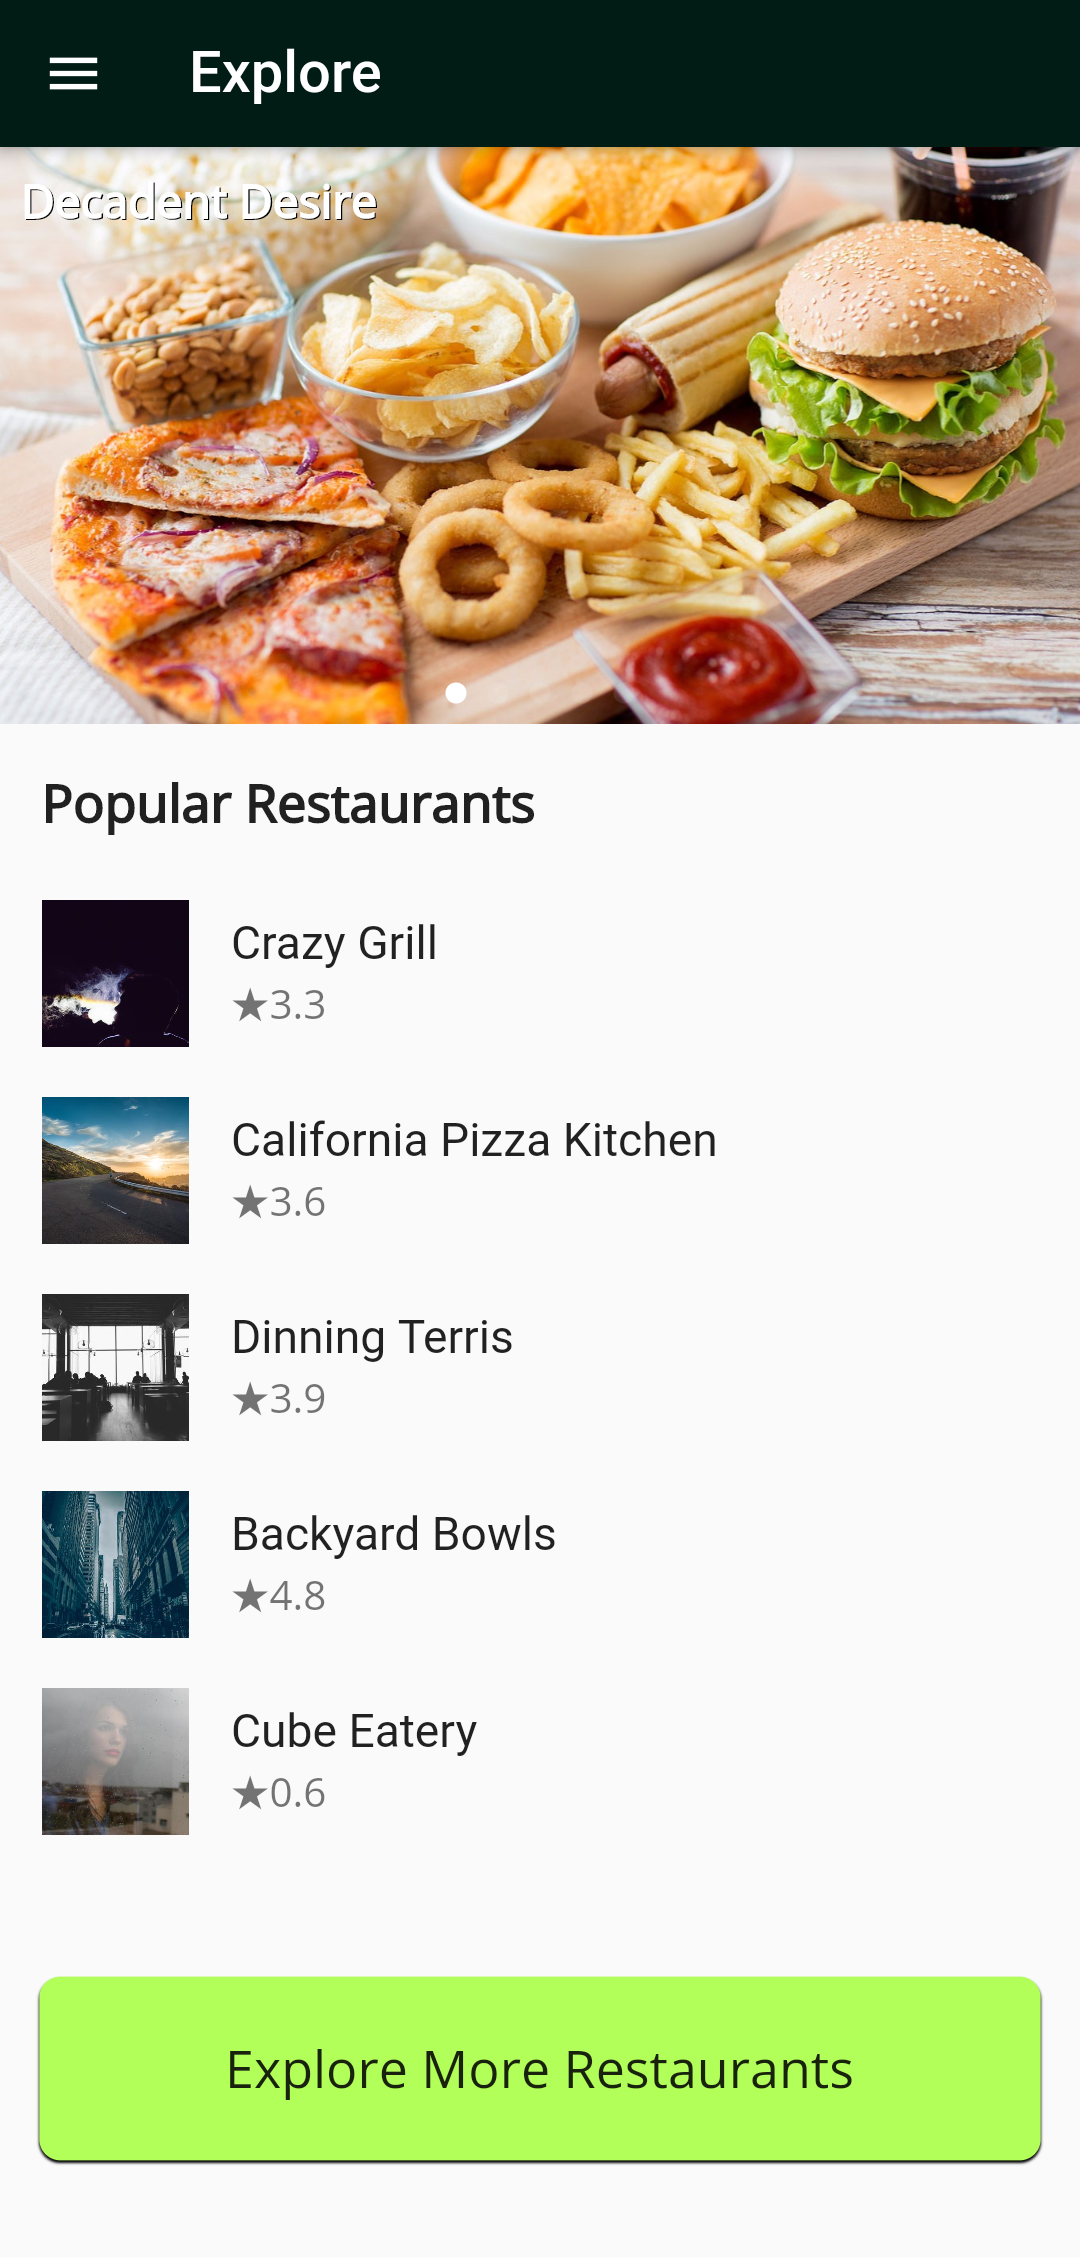 Explore
Decadent Desire
Popular Restaurants
Crazy Grill
★3.3
California Pizza Kitchen
★3.6
Dinning Terris
★3.9
Backyard Bowls
★4.8
Cube Eatery
★0.6
Explore More Restaurants